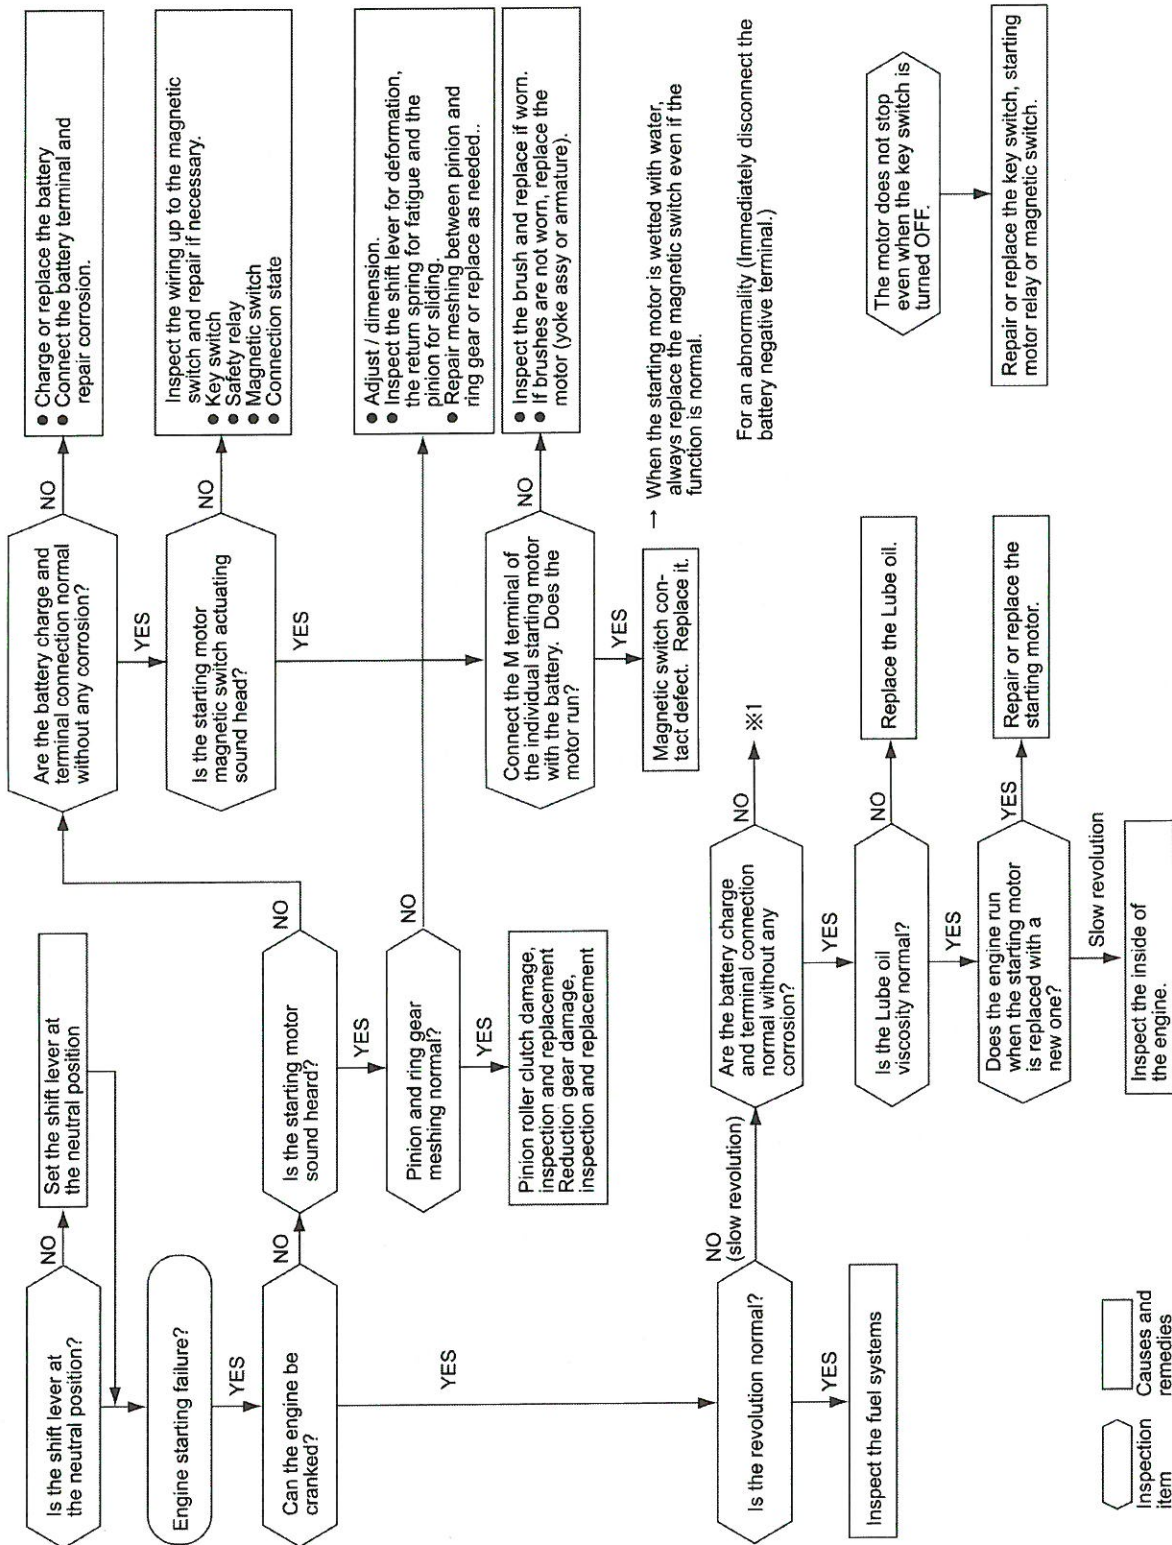 Is the shift lever at
the neutral position?
NO
Set the shift lever at
the neutral position
Engine starting failure?
YES
Can the engine be
cranked?
NO
YES
Is the starting motor
sound heard?
NO
YES
Pinion and ring gear
meshing normal?
NO
YES
Pinion roller clutch damage,
inspection and replacement
Reduction gear damage,
inspection and replacement
Are the battery charge and
terminal connection normal
without any corrosion?
NO
● Charge or replace the battery
● Connect the battery terminal and
repair corrosion.
YES
Is the starting motor
magnetic switch actuating
sound head?
NO
Inspect the wiring up to the magnetic
switch and repair if necessary.
● Key switch
● Safety relay
● Magnetic switch
● Connection state
YES
● Adjust / dimension.
● Inspect the shift lever for deformation,
the return spring for fatigue and the
pinion for sliding.
● Repair meshing between pinion and
ring gear or replace as needed..
Connect the M terminal of
the individual starting motor
with the battery. Does the
motor run?
NO
● Inspect the brush and replace if worn.
● If brushes are not worn, replace the
motor (yoke assy or armature).
YES
Magnetic switch con-
tact defect. Replace it.
→ When the starting motor is wetted with water,
always replace the magnetic switch even if the
function is normal.
Is the revolution normal?
NO
(slow revolution)
YES
Inspect the fuel systems
Are the battery charge
and terminal connection
normal without any
corrosion?
NO
※1
YES
Is the Lube oil
viscosity normal?
NO
Replace the Lube oil.
YES
Does the engine run
when the starting motor
is replaced with a
new one?
YES
Repair or replace the
starting motor.
Slow revolution
Inspect the inside of
the engine.
For an abnormality (Immediately disconnect the
battery negative terminal.)
The motor does not stop
even when the key switch is
turned OFF.
Repair or replace the key switch, starting
motor relay or magnetic switch.
Inspection
item
Causes and
remedies